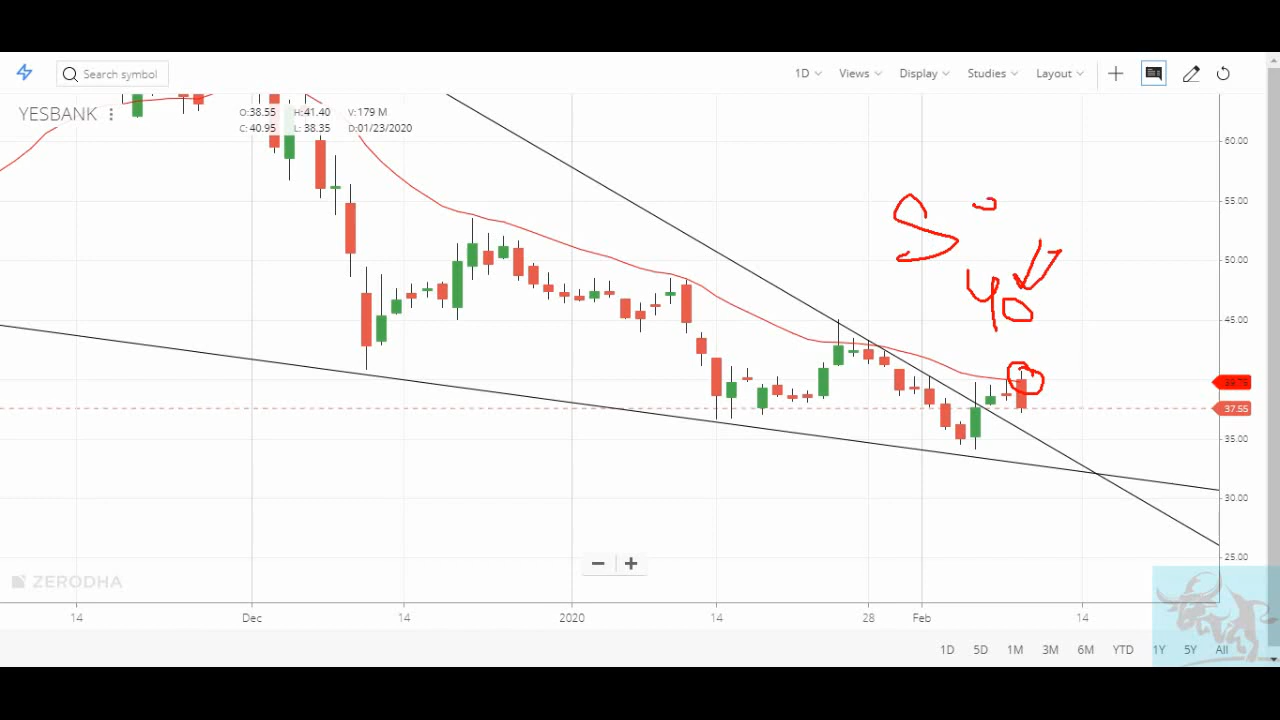 Search symbol
1D Views Display Studies Layout
YESBANK
O:38.55 H:41.40 V:179 M
C:40.95 L:38.35 D:01/23/2020
60.00
55.00
50.00
45.00
40
39.75
37.55
35.00
30.00
25.00
ZERODHA
14 Dec 14 2020 14 28 Feb 14
1D 5D 1M 3M 6M YTD 1Y 5Y All